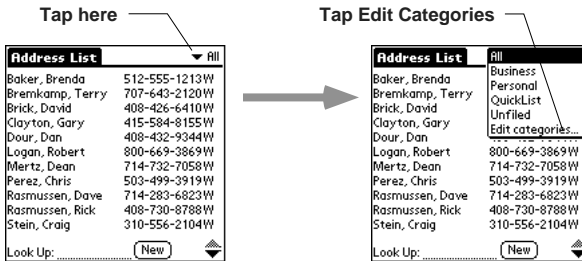 Tap here
Address List
All
Baker, Brenda 512-555-1213W
Bremkamp, Terry 707-643-2120W
Brick, David 408-426-6410W
Clayton, Gary 415-584-8155W
Dour, Dan 408-432-9344W
Logan, Robert 800-669-3869W
Mertz, Dean 714-732-7058W
Perez, Chris 503-499-3919W
Rasmussen, Dave 714-283-6823W
Rasmussen, Rick 408-730-8788W
Stein, Craig 310-556-2104W
Look Up:
New
Tap Edit Categories
Address List
All
Business
Personal
QuickList
Unfiled
Edit categories...
Baker, Brenda
Bremkamp, Terry
Brick, David
Clayton, Gary
Dour, Dan
Logan, Robert 800-669-3869W
Mertz, Dean 714-732-7058W
Perez, Chris 503-499-3919W
Rasmussen, Dave 714-283-6823W
Rasmussen, Rick 408-730-8788W
Stein, Craig 310-556-2104W
Look Up:
New